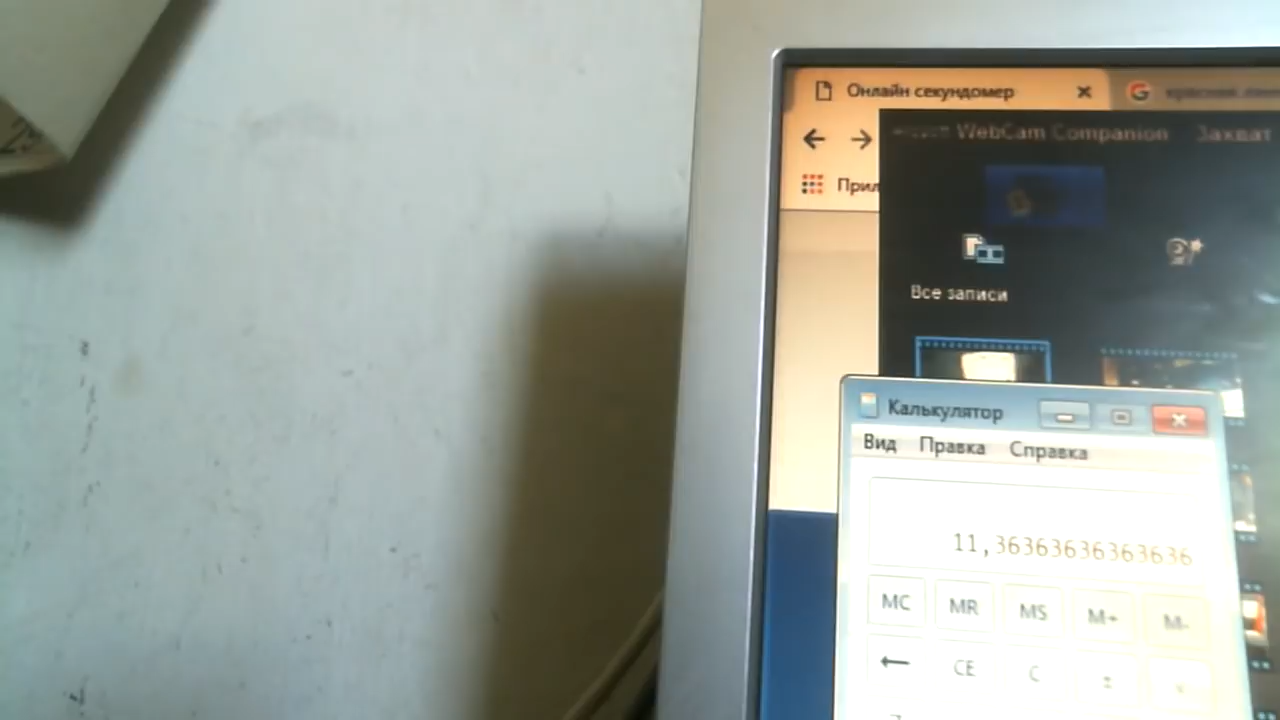 Онлайн секундомер
WebCam Companion Захват
Прил
Все записи
Калькулятор
Вид Правка Справка
11,36363636363636
MC MR MS M+ M-
← CE C ±